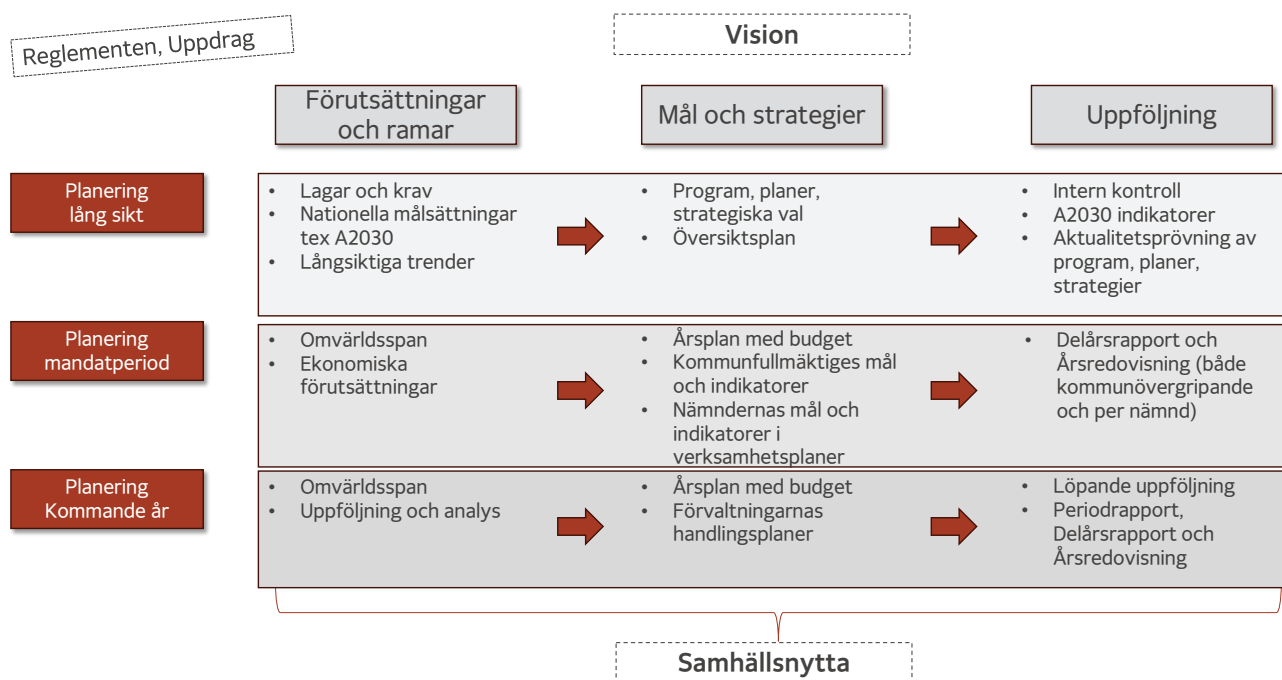 Reglementen, Uppdrag
Vision
Förutsättningar
och ramar
Mål och strategier
Uppföljning
Planering
lång sikt
• Lagar och krav
• Nationella målsättningar
tex A2030
• Långsiktiga trender
• Program, planer,
strategiska val
• Översiktsplan
• Intern kontroll
• A2030 indikatorer
• Aktualitetsprövning av
program, planer,
strategier
Planering
mandatperiod
• Omvärldsspan
• Ekonomiska
förutsättningar
• Årsplan med budget
• Kommunfullmäktiges mål
och indikatorer
• Nämndernas mål och
indikatorer i
verksamhetsplaner
• Delårsrapport och
Årsredovisning (både
kommunövergripande
och per nämnd)
Planering
Kommande år
• Omvärldsspan
• Uppföljning och analys
• Årsplan med budget
• Förvaltningarnas
handlingsplaner
• Löpande uppföljning
• Periodrapport,
Delårsrapport och
Årsredovisning
Samhällsnytta